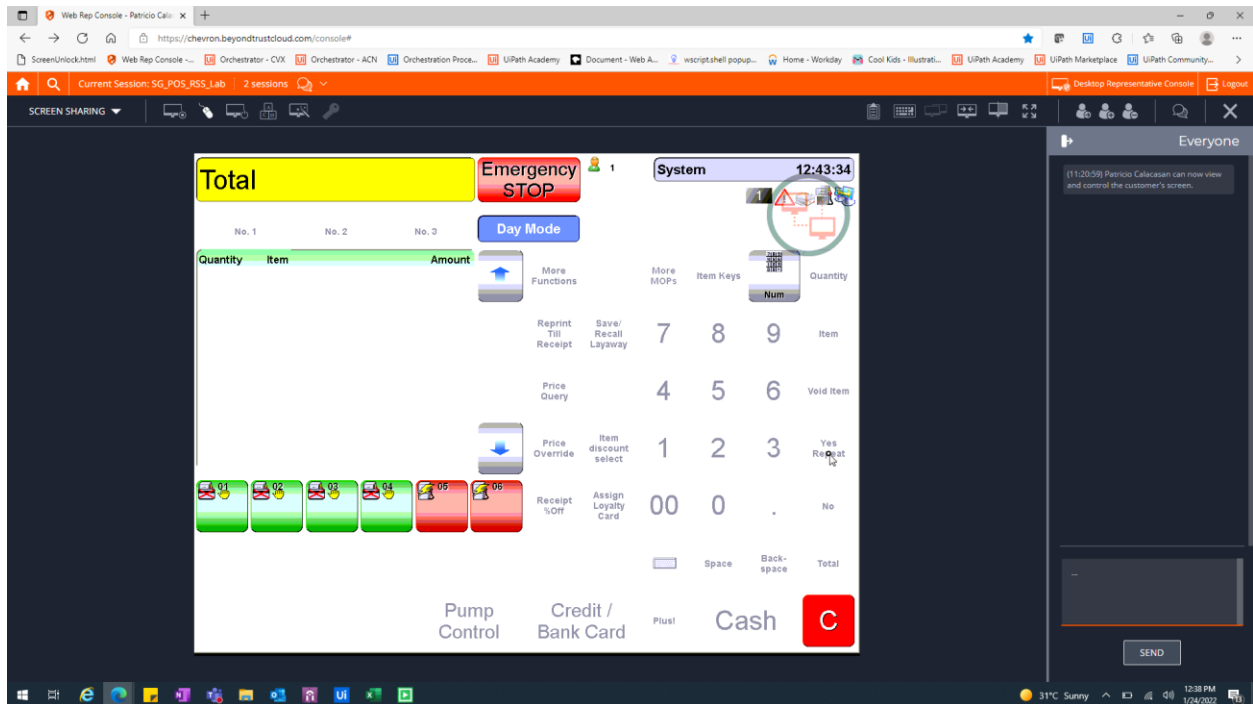 Web Rep Console - Patricio Cala
https://chevron.beyondtrustcloud.com/console#
ScreenUnlock.html Web Rep Console -... Orchestrator - CVX Orchestrator - ACN Orchestration Proce... UiPath Academy Document - Web A... wscript.shell popup... Home - Workday Cool Kids - Illustrati... UiPath Academy UiPath Marketplace UiPath Community...
Current Session: SG_POS_RSS_Lab 2 sessions
Desktop Representative Console Logout
SCREEN SHARING
Everyone
(11:20:59) Patricio Calacasan can now view
and control the customer's screen.
Total
Emergency
STOP
1
System 12:43:34
1
No. 1 No. 2 No. 3
Day Mode
Quantity Item Amount
More
Functions
More
MOPs
Item Keys
Num
Quantity
Reprint
Till
Receipt
Save/
Recall
Layaway
7 8 9
Item
Price
Query
4 5 6
Void Item
Price
Override
Item
discount
select
1 2 3
Yes
Repeat
01 02 03 04 05 06
Receipt
%Off
Assign
Loyalty
Card
00 0 .
No
Space
Back-
space
Total
Pump
Control
Credit /
Bank Card
Plus!
Cash
C
...
SEND
31°C Sunny
12:38 PM
1/24/2022